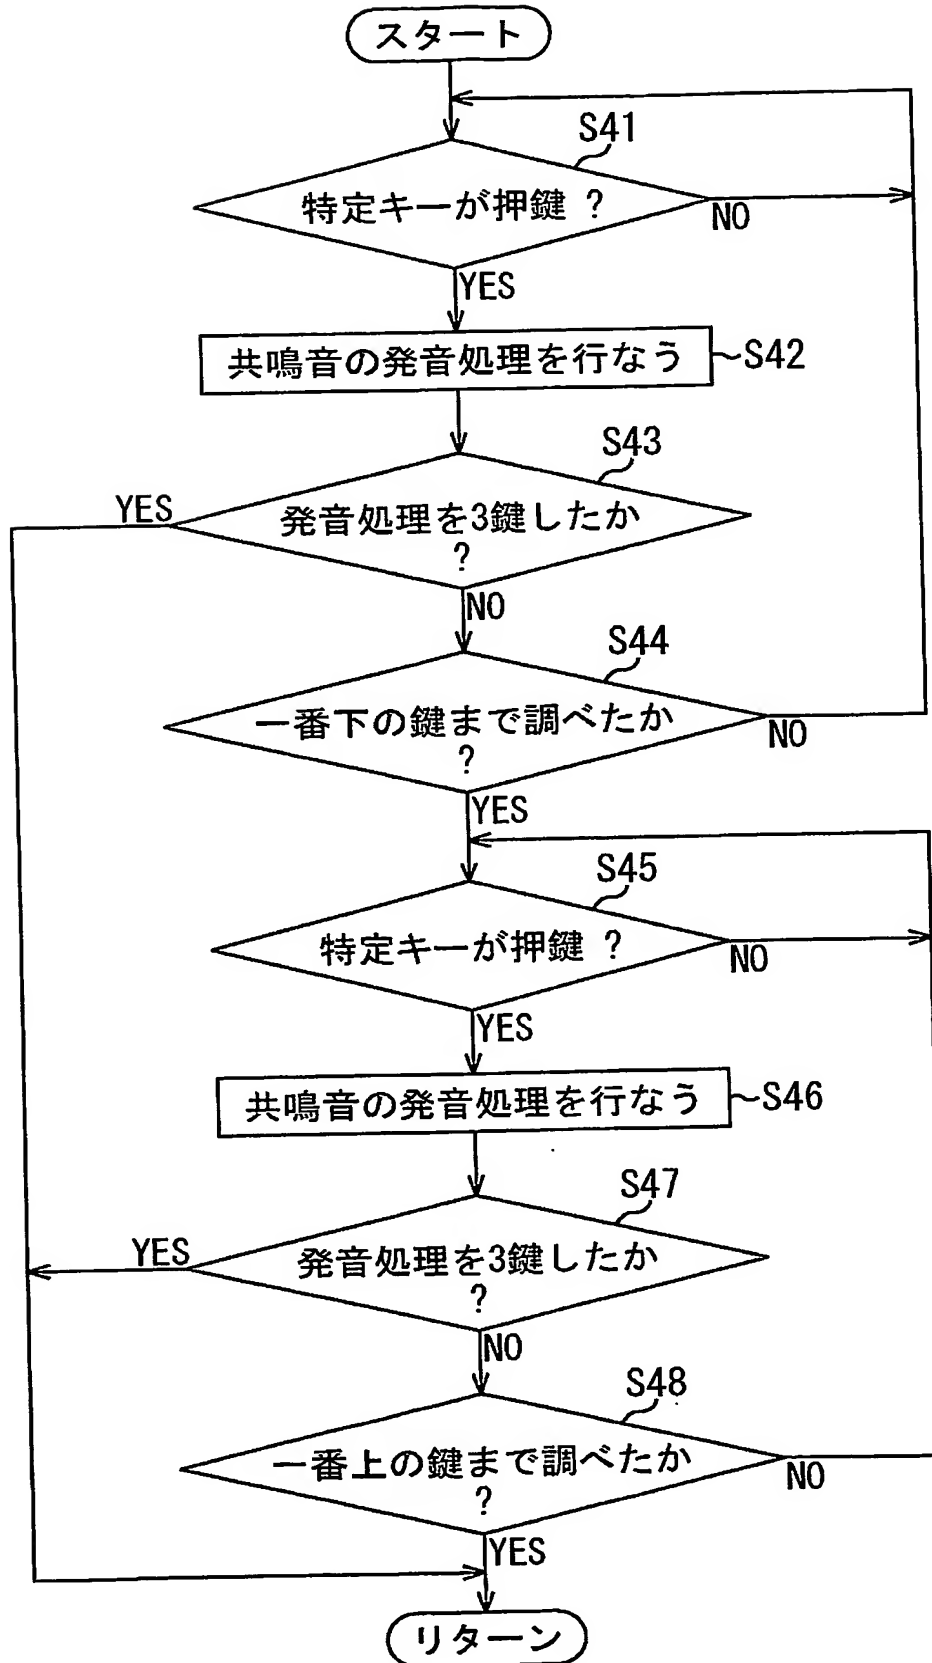 スタート
S41
特定キーが押鍵 ?
NO
YES
共鳴音の発音処理を行なう
S42
S43
YES
発音処理を3鍵したか
?
NO
S44
一番下の鍵まで調べたか
?
NO
YES
S45
特定キーが押鍵 ?
NO
YES
共鳴音の発音処理を行なう
S46
S47
YES
発音処理を3鍵したか
?
NO
S48
一番上の鍵まで調べたか
?
NO
YES
リターン